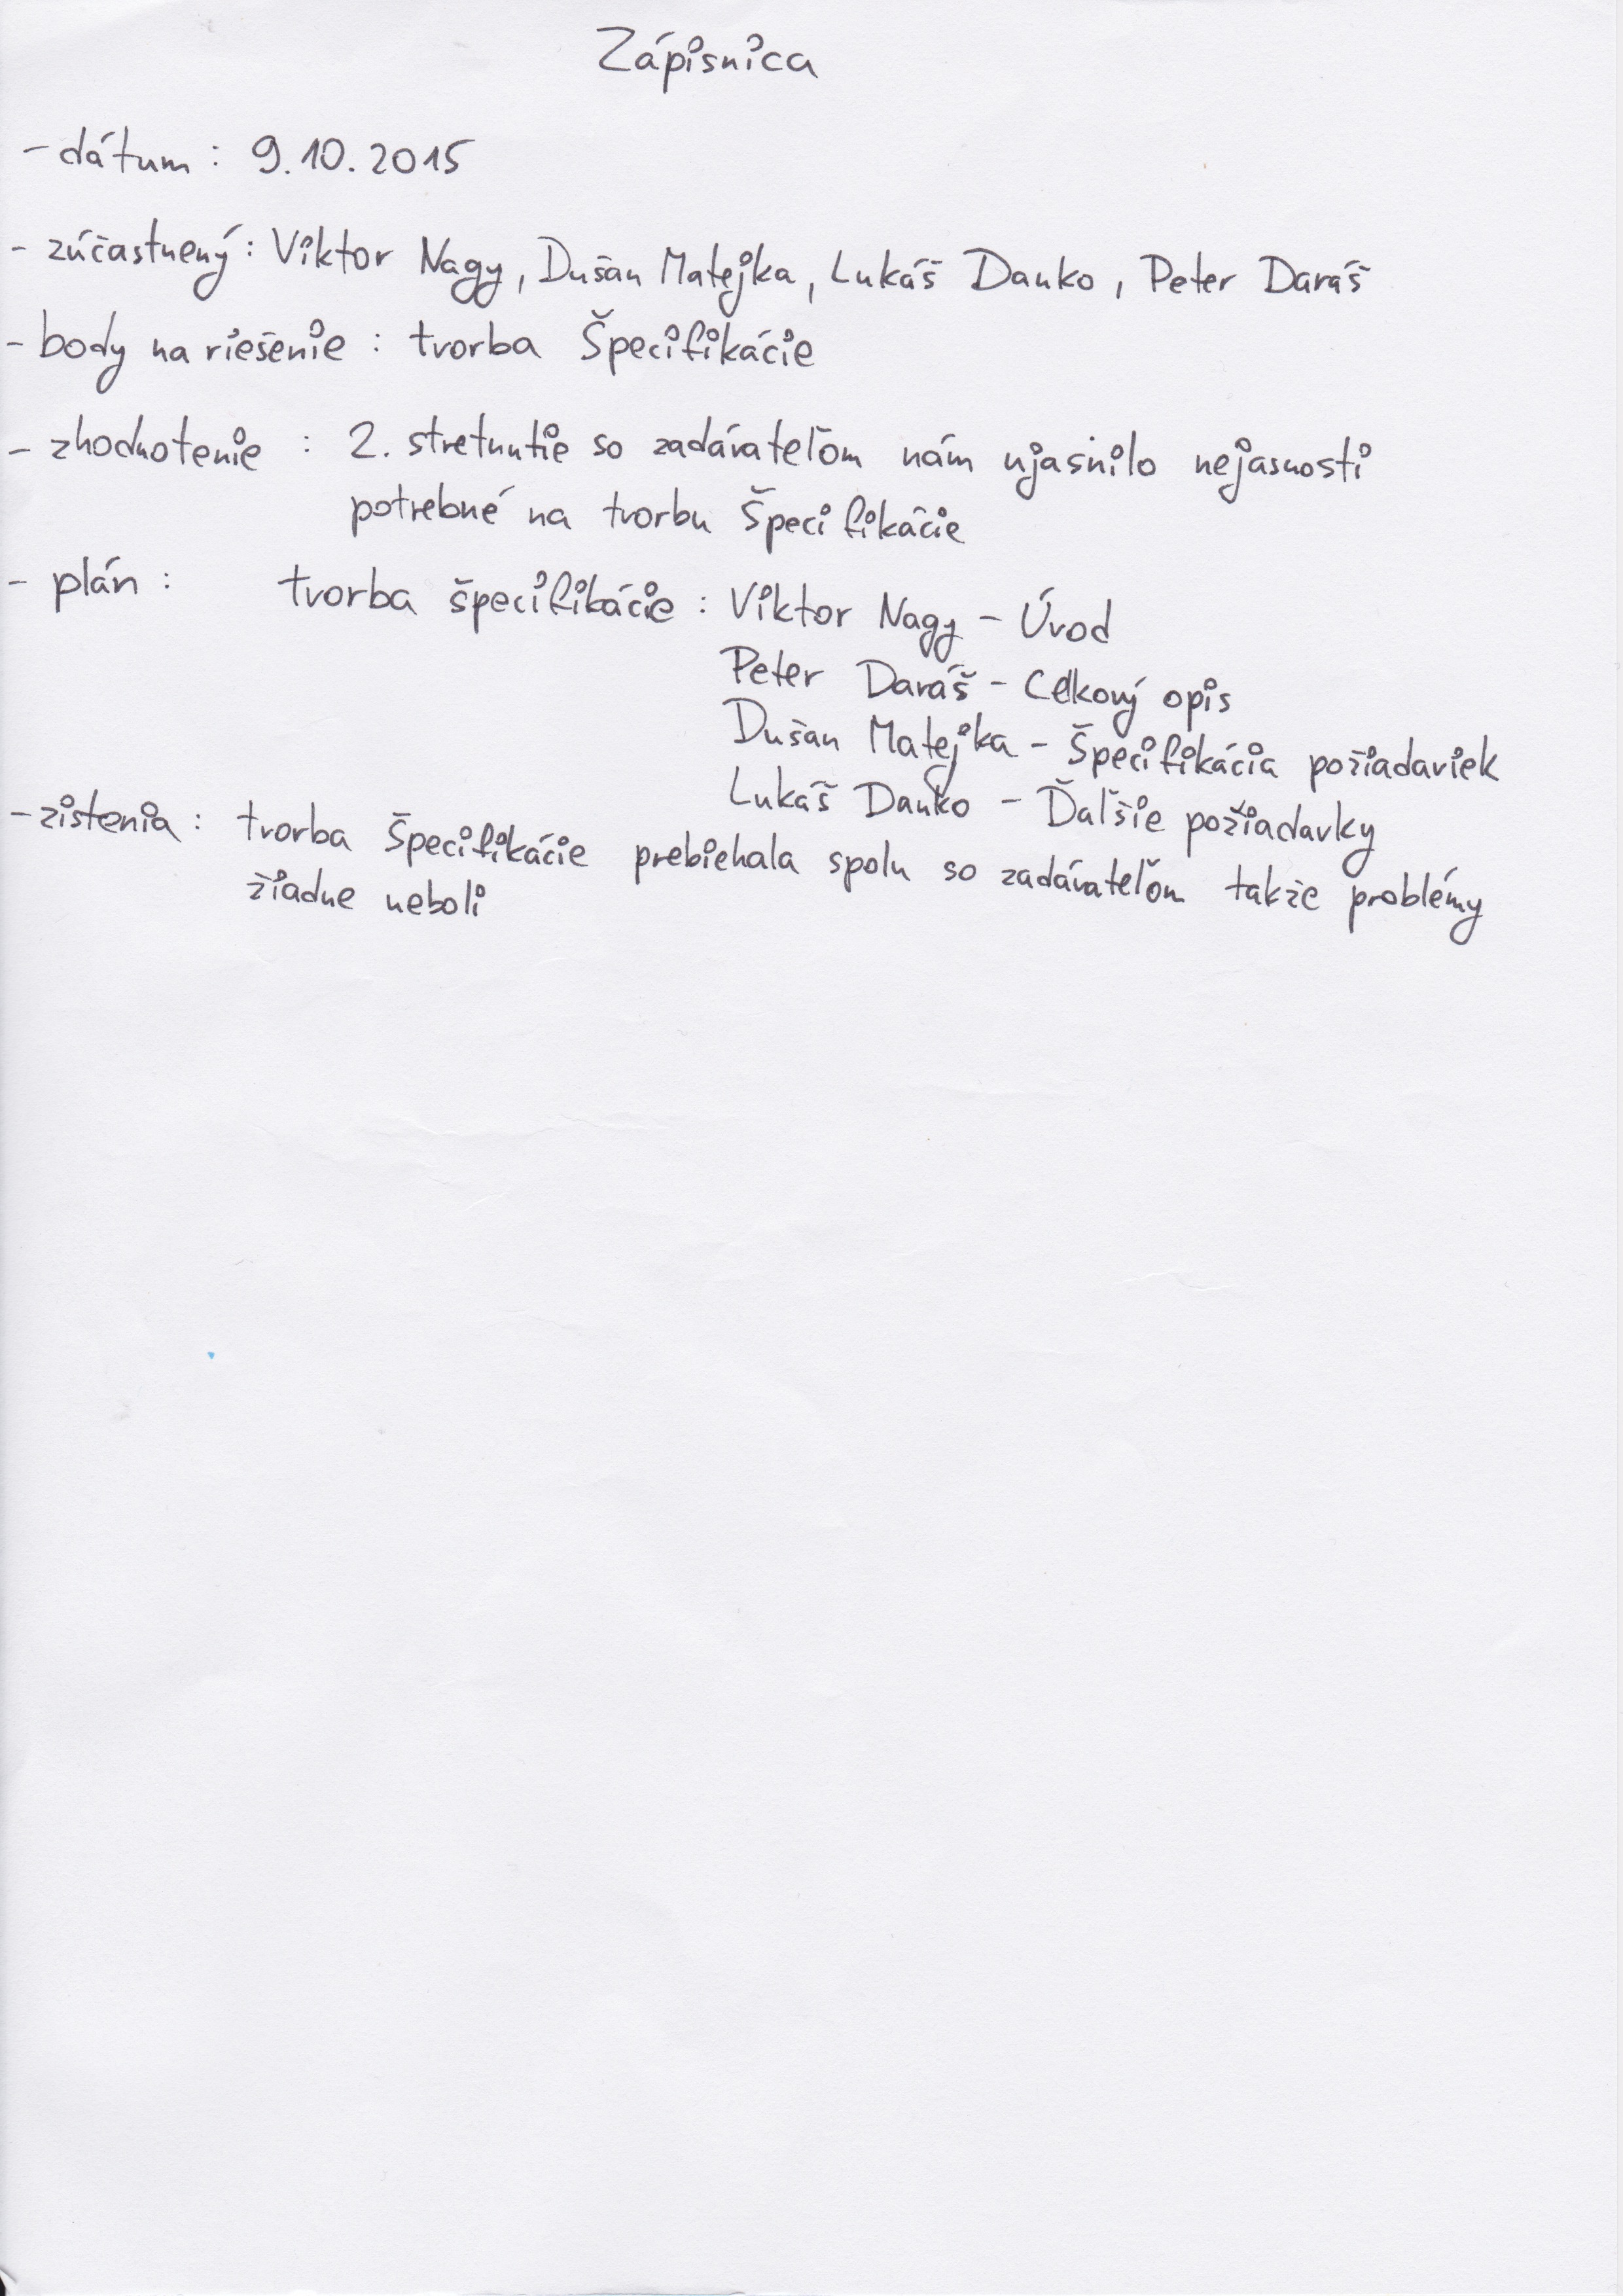 Zápisnica
- dátum : 9.10.2015
- zúčastnený : Viktor Nagy, Dušan Matejka, Lukáš Danko, Peter Daráš
- body na riešenie : tvorba Špecifikácie
- zhodnotenie : 2. stretnutie so zadávateľom nám ujasnilo nejasnosti
potrebné na tvorbu Špecifikácie
- plán : tvorba špecifikácie : Viktor Nagy - Úvod
Peter Daráš - Celkový opis
Dušan Matejka - Špecifikácia požiadaviek
Lukáš Danko - Ďalšie požiadavky
- zistenia : tvorba Špecifikácie prebiehala spolu so zadávateľom takže problémy
žiadne neboli